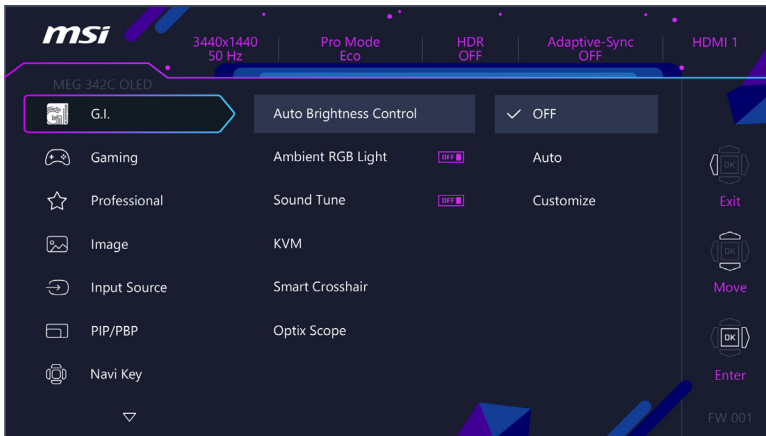 msi
3440x1440
50 Hz
Pro Mode
Eco
HDR
OFF
Adaptive-Sync
OFF
HDMI 1
MEG 342C OLED
G.I.
Gaming
Professional
Image
Input Source
PIP/PBP
Navi Key
Auto Brightness Control
Ambient RGB Light
OFF
Sound Tune
OFF
KVM
Smart Crosshair
Optix Scope
OFF
Auto
Customize
OK
Exit
OK
Move
OK
Enter
FW 001